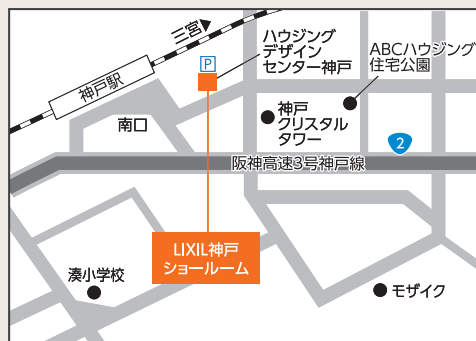 三宮
ハウジング
デザイン
センター神戸
ABCハウジング
住宅公園
P
神戸駅
南口
神戸
クリスタル
タワー
2
阪神高速3号神戸線
LIXIL神戸
ショールーム
湊小学校
モザイク